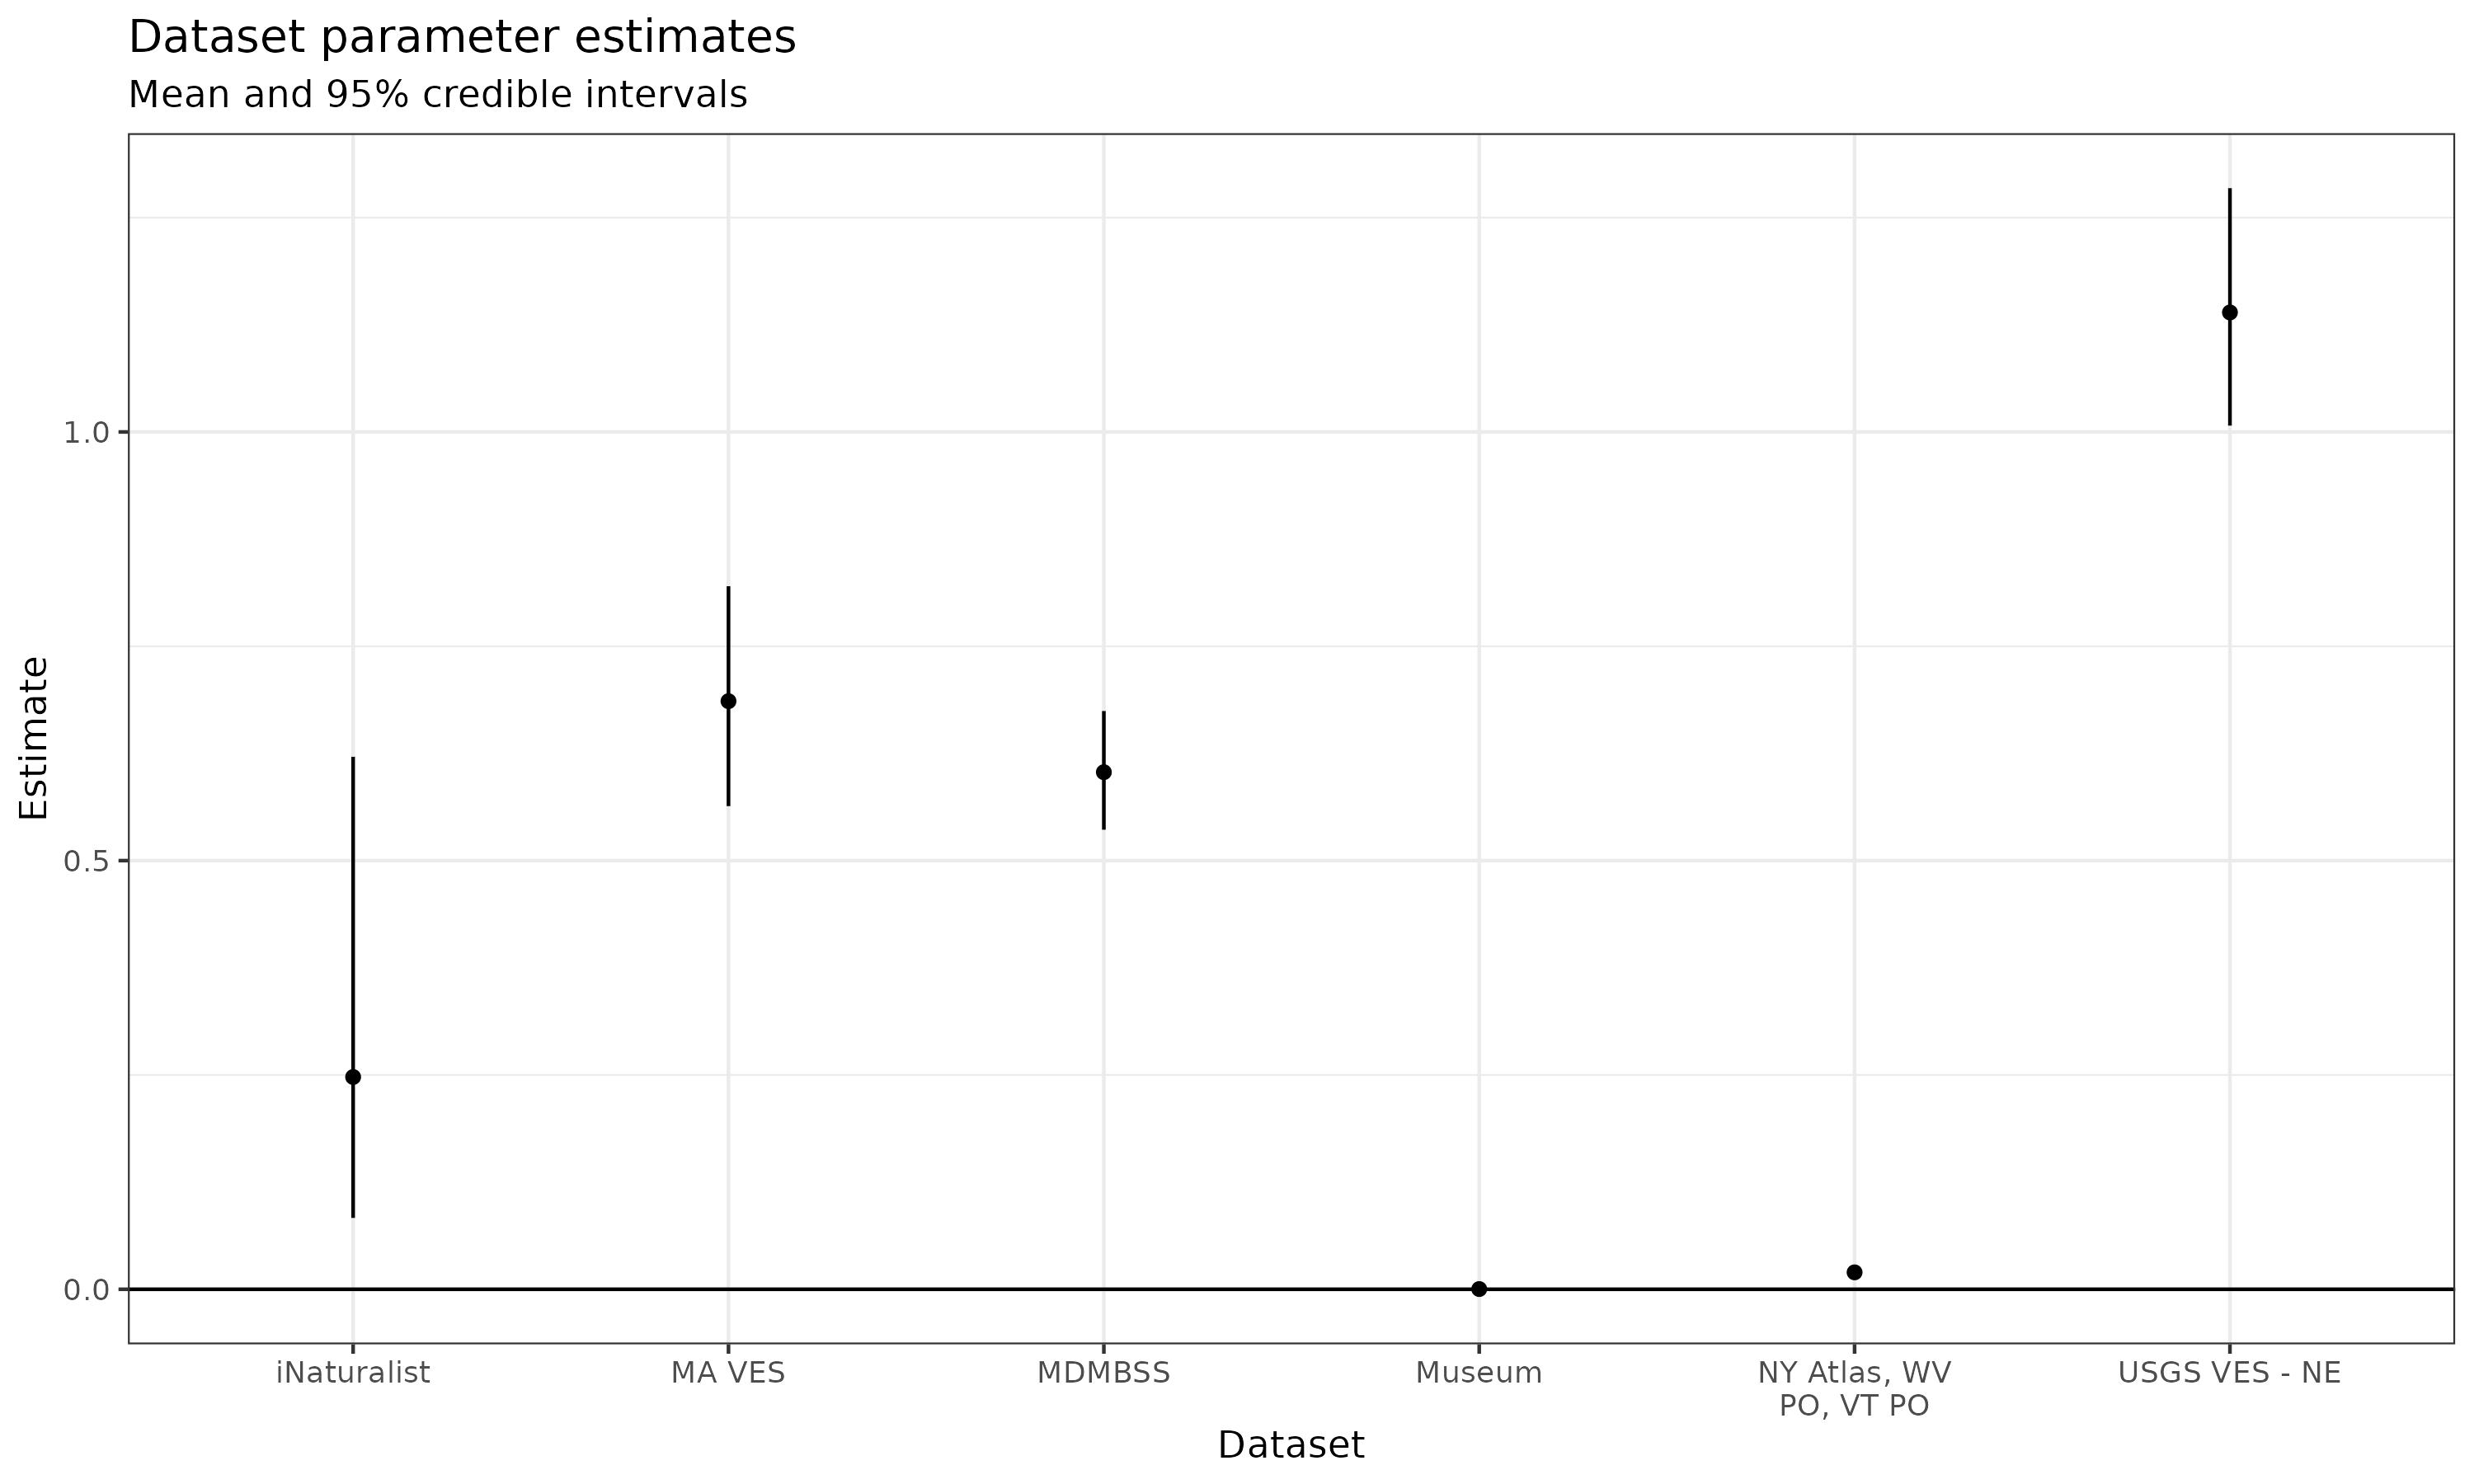 Dataset parameter estimates
Mean and 95% credible intervals
Estimate
1.0
0.5
0.0
iNaturalist
MA VES
MDMBSS
Museum
NY Atlas, WV
PO, VT PO
USGS VES - NE
Dataset